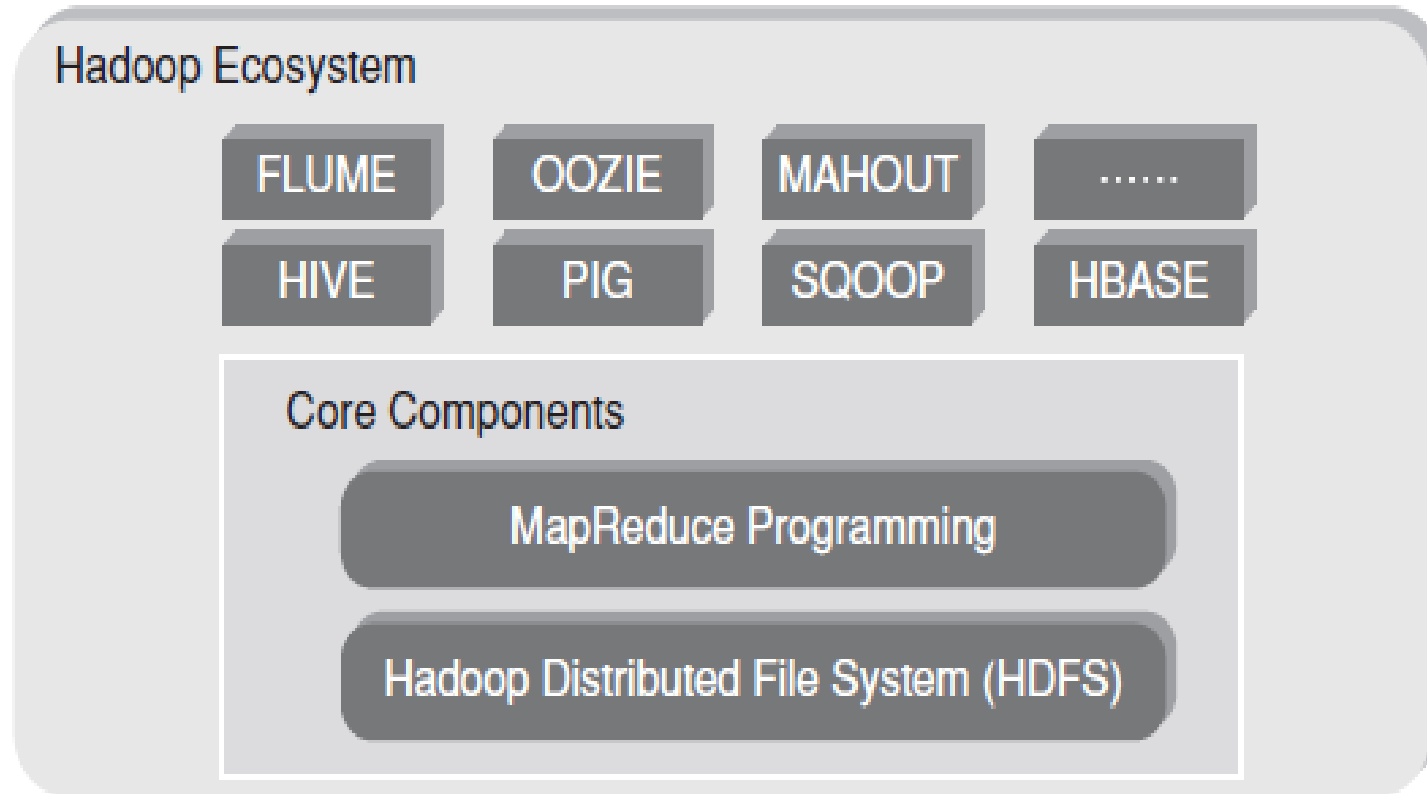 Hadoop Ecosystem
FLUME OOZIE MAHOUT ......
HIVE PIG SQOOP HBASE
Core Components
MapReduce Programming
Hadoop Distributed File System (HDFS)